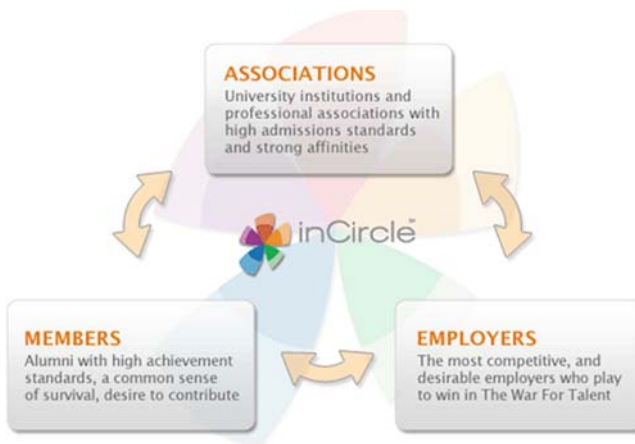 ASSOCIATIONS
University institutions and
professional associations with
high admissions standards
and strong affinities
inCircle
MEMBERS
Alumni with high achievement
standards, a common sense
of survival, desire to contribute
EMPLOYERS
The most competitive, and
desirable employers who play
to win in The War For Talent